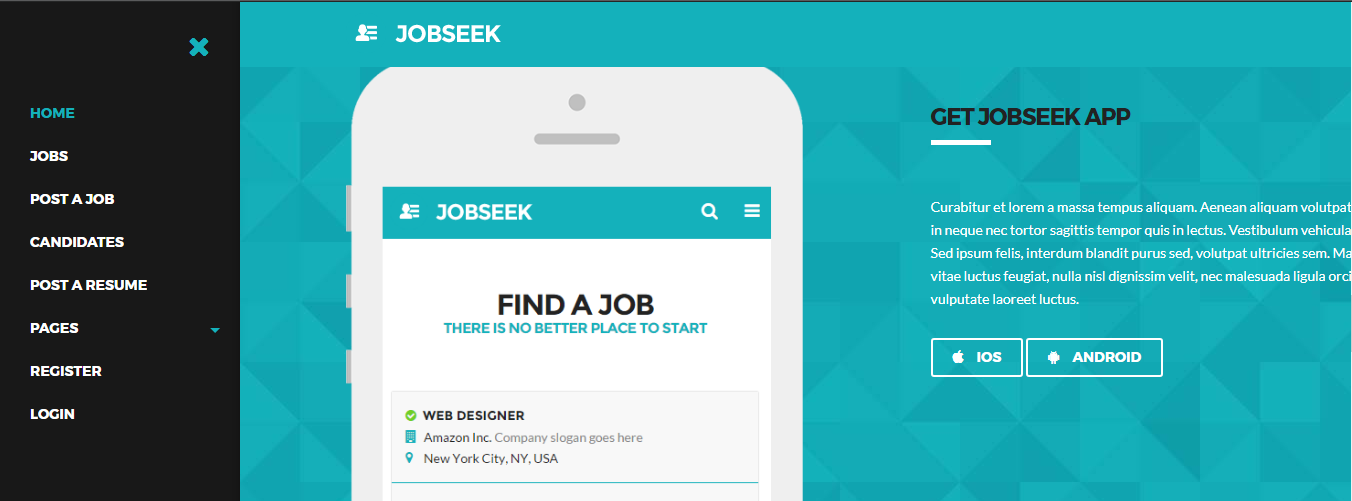 JOBSEEK
HOME
JOBS
POST A JOB
CANDIDATES
POST A RESUME
PAGES
REGISTER
LOGIN
JOBSEEK
FIND A JOB
THERE IS NO BETTER PLACE TO START
WEB DESIGNER
Amazon Inc. Company slogan goes here
New York City, NY, USA
GET JOBSEEK APP
Curabitur et lorem a massa tempus aliquam. Aenean aliquam volutpat
in neque nec tortor sagittis tempor quis in lectus. Vestibulum vehicula
Sed ipsum felis, interdum blandit purus sed, volutpat ultricies sem. Ma
vitae luctus feugiat, nulla nisl dignissim velit, nec malesuada ligula orci
vulputate laoreet luctus.
IOS
ANDROID